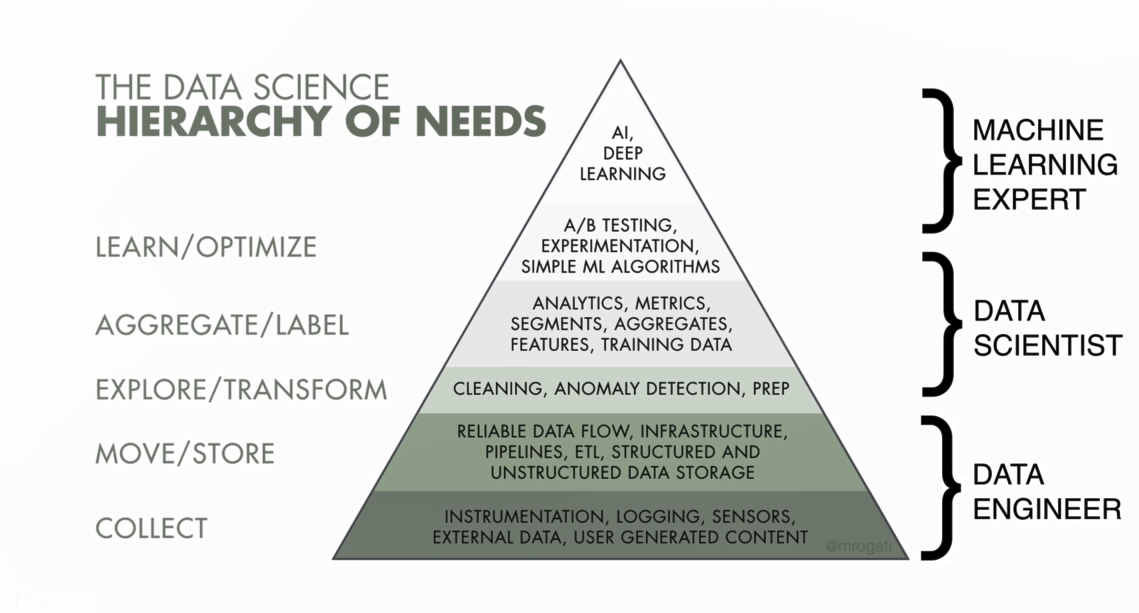 THE DATA SCIENCE
HIERARCHY OF NEEDS
AI,
DEEP
LEARNING
LEARN/OPTIMIZE
A/B TESTING,
EXPERIMENTATION,
SIMPLE ML ALGORITHMS
AGGREGATE/LABEL
ANALYTICS, METRICS,
SEGMENTS, AGGREGATES,
FEATURES, TRAINING DATA
EXPLORE/TRANSFORM
CLEANING, ANOMALY DETECTION, PREP
MOVE/STORE
RELIABLE DATA FLOW, INFRASTRUCTURE,
PIPELINES, ETL, STRUCTURED AND
UNSTRUCTURED DATA STORAGE
COLLECT
INSTRUMENTATION, LOGGING, SENSORS,
EXTERNAL DATA, USER GENERATED CONTENT
@mrogati
MACHINE
LEARNING
EXPERT
DATA
SCIENTIST
DATA
ENGINEER